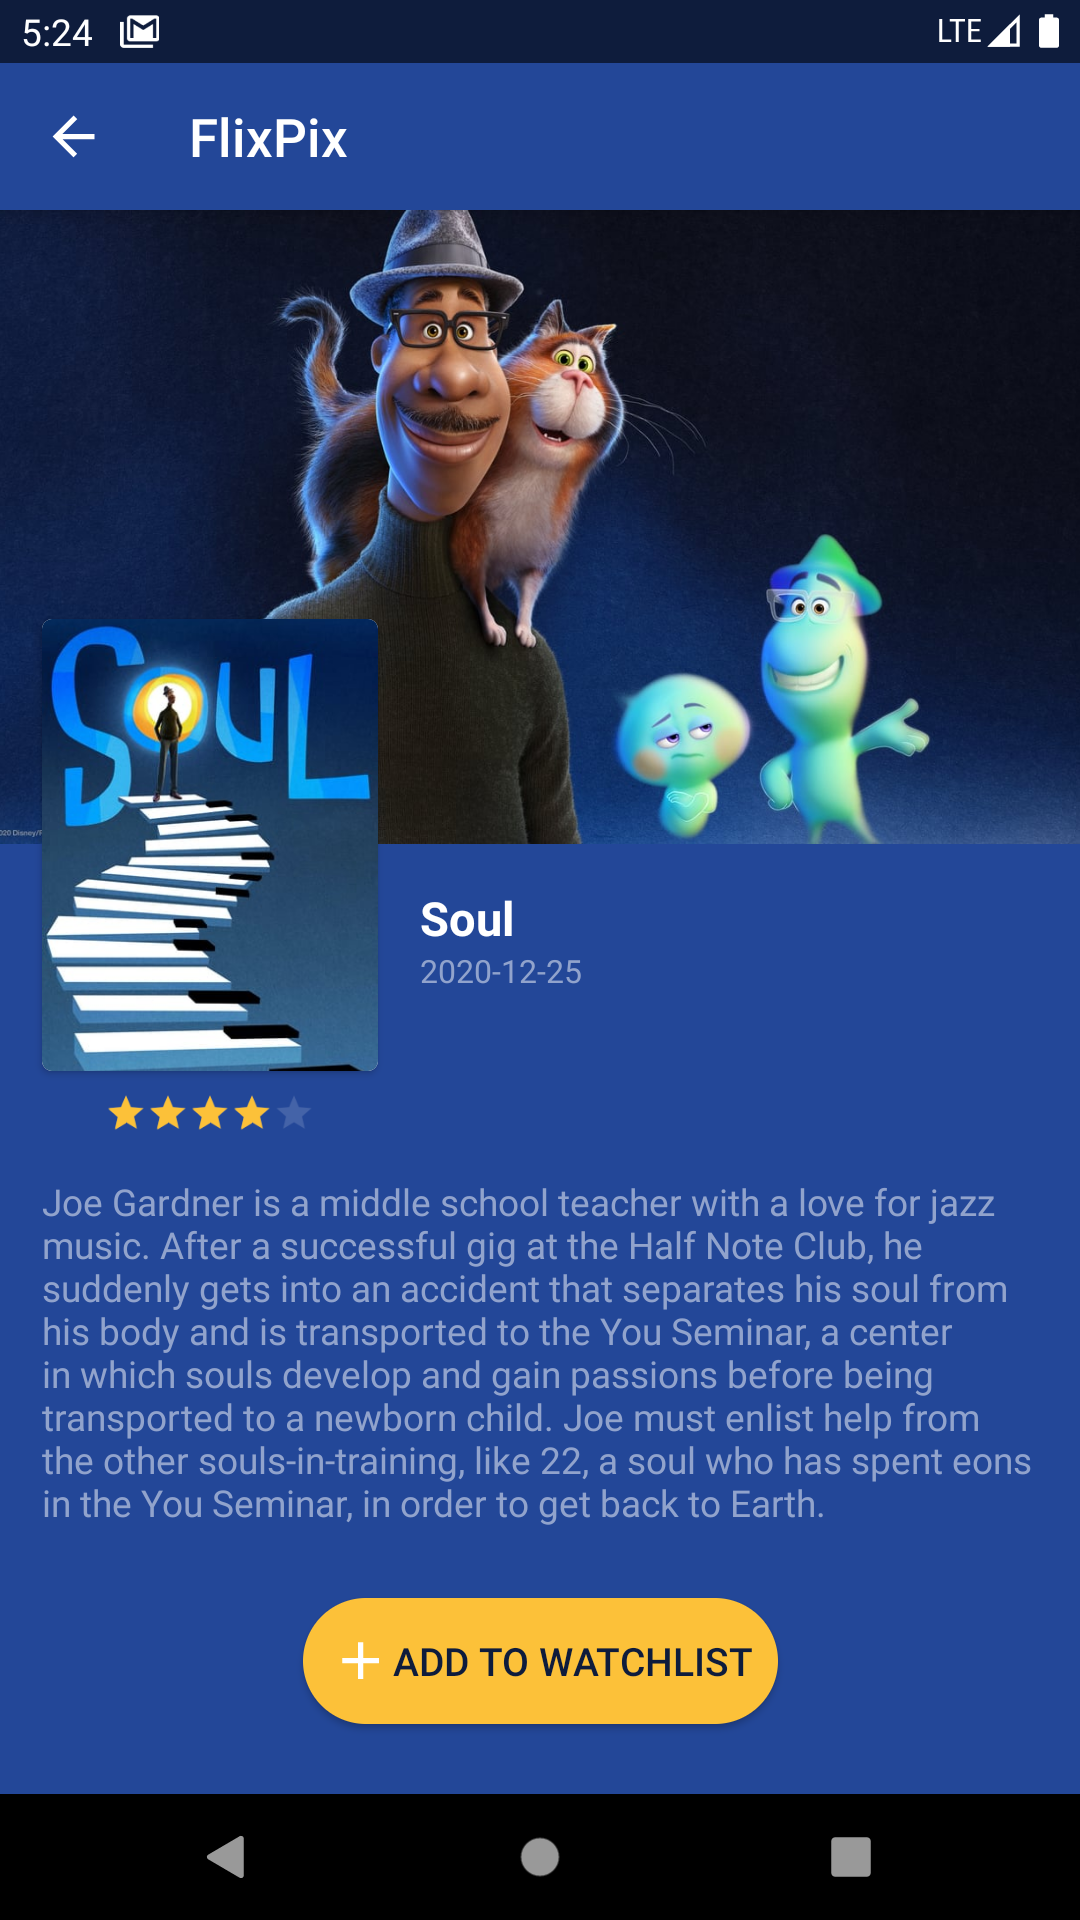 5:24
LTE
FlixPix
SOUL
Soul
2020-12-25
Joe Gardner is a middle school teacher with a love for jazz
music. After a successful gig at the Half Note Club, he
suddenly gets into an accident that separates his soul from
his body and is transported to the You Seminar, a center
in which souls develop and gain passions before being
transported to a newborn child. Joe must enlist help from
the other souls-in-training, like 22, a soul who has spent eons
in the You Seminar, in order to get back to Earth.
ADD TO WATCHLIST